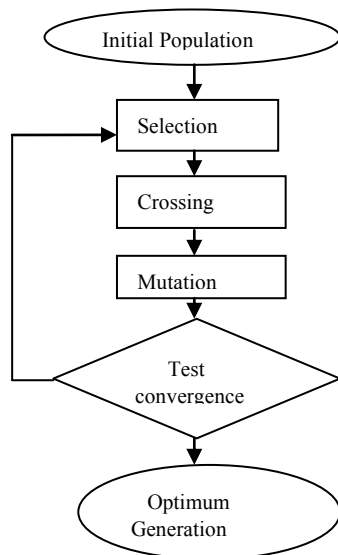 Initial Population
Selection
Crossing
Mutation
Test
convergence
Optimum
Generation